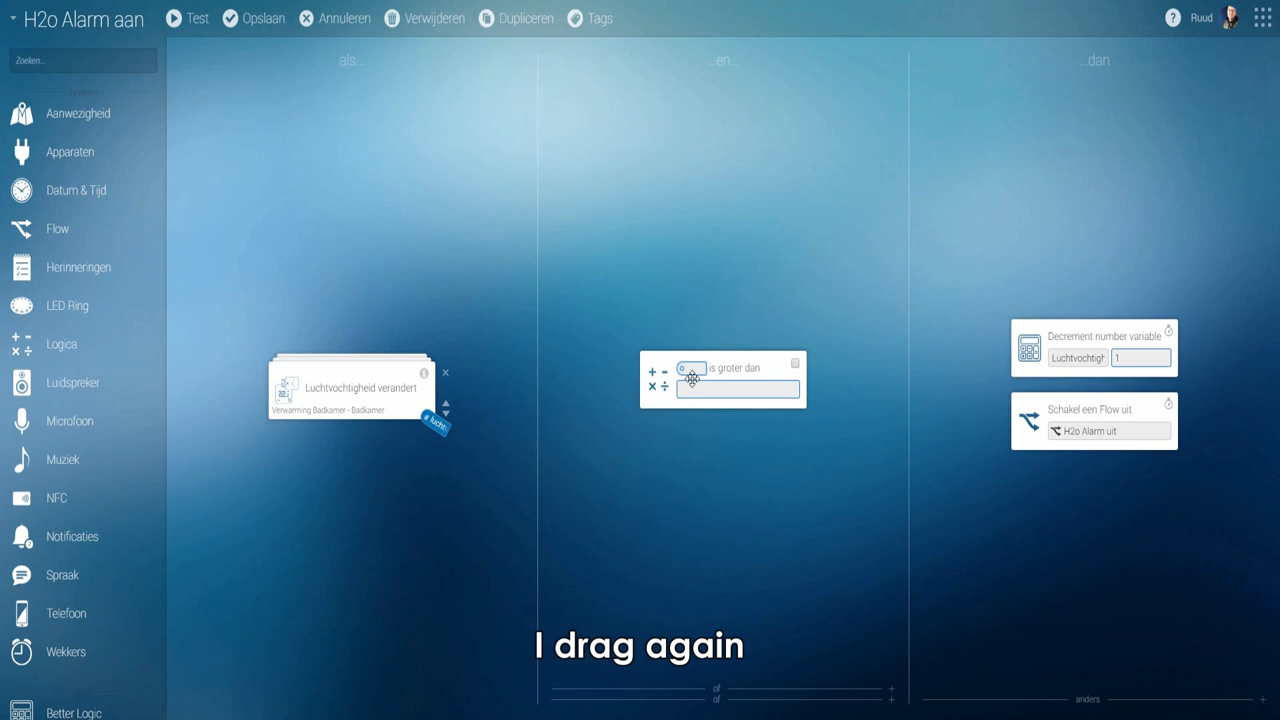 H2o Alarm aan
Test
Opslaan
Annuleren
Verwijderen
Dupliceren
Tags
?
Ruud
Zoeken...
als...
...en...
...dan
Aanwezigheid
Apparaten
Datum & Tijd
Flow
Herinneringen
LED Ring
Logica
Luidspreker
Microfoon
Muziek
NFC
Notificaties
Spraak
Telefoon
Wekkers
Better Logic
Luchtvochtigheid verandert
Verwarming Badkamer - Badkamer
# lucht
is groter dan
Decrement number variable
Luchtvochtigh
1
Schakel een Flow uit
H2o Alarm uit
I drag again
of
of
anders